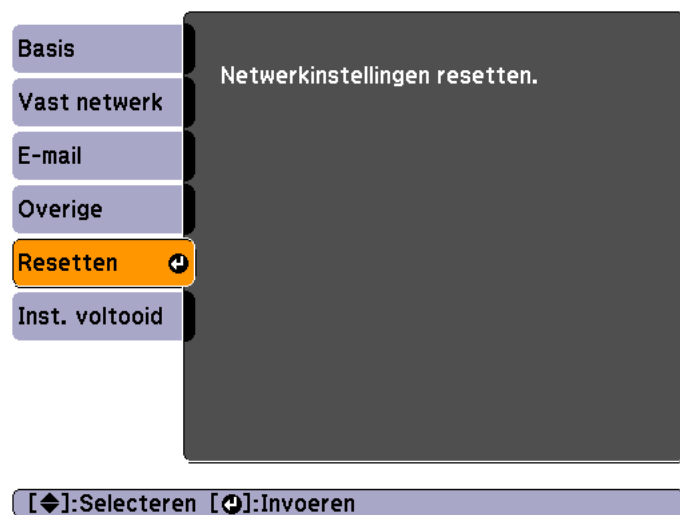 Basis
Vast netwerk
E-mail
Overige
Resetten
Inst. voltooid
Netwerkinstellingen resetten.
[◆]:Selecteren [⏎]:Invoeren